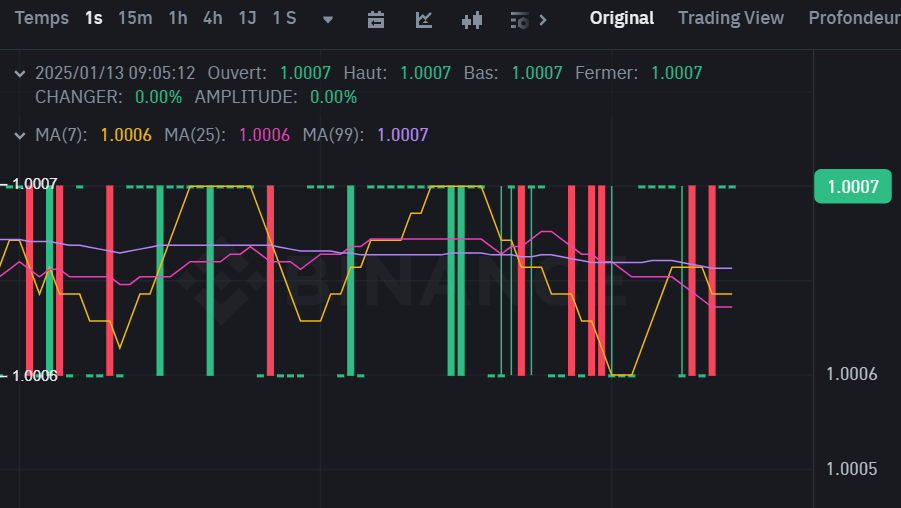 Temps 1s 15m 1h 4h 1J 1 S Original Trading View Profondeur
2025/01/13 09:05:12 Ouvert: 1.0007 Haut: 1.0007 Bas: 1.0007 Fermer: 1.0007
CHANGER: 0.00% AMPLITUDE: 0.00%
MA(7): 1.0006 MA(25): 1.0006 MA(99): 1.0007
1.0007
1.0007
BINANCE
1.0006
1.0006
1.0005